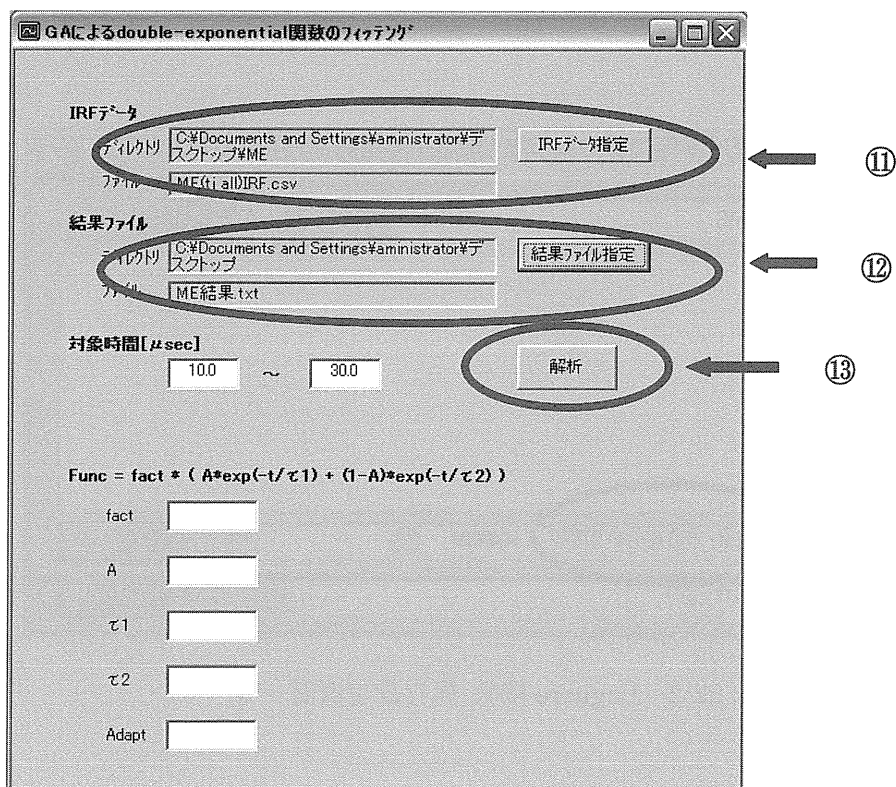 GAによるdouble-exponential関数のフィッテング
IRFデータ
ディレクトリ C:¥Documents and Settings¥aministrator¥デ
スクトップ¥ME
IRFデータ指定
ファイル ME(ti all)IRF.csv
⑪
結果ファイル
ディレクトリ C:¥Documents and Settings¥aministrator¥デ
スクトップ
結果ファイル指定
ファイル ME結果.txt
⑫
対象時間[μsec]
10.0 ~ 30.0
解析
⑬
Func = fact * ( A*exp(-t/τ1) + (1-A)*exp(-t/τ2) )
fact
A
τ1
τ2
Adapt